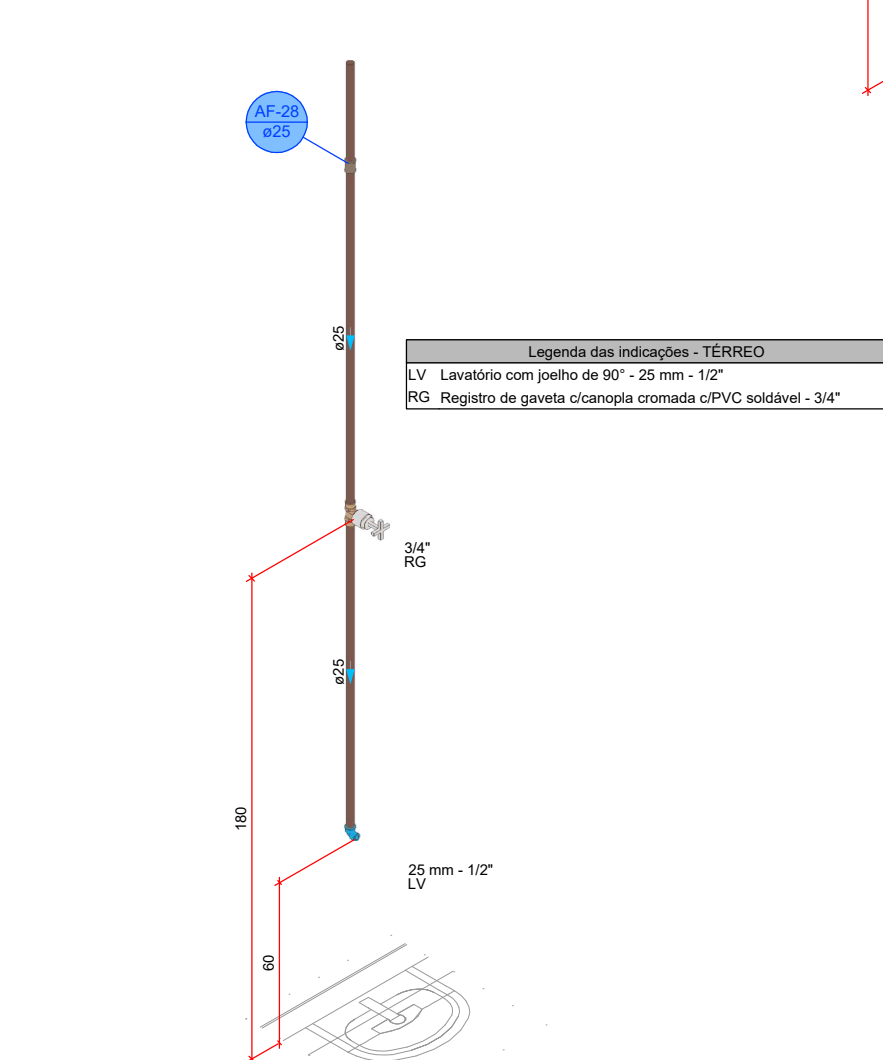 AF-28
ø25
ø25
Legenda das indicações - TÉRREO
LV Lavatório com joelho de 90° - 25 mm - 1/2"
RG Registro de gaveta c/canopla cromada c/PVC soldável - 3/4"
3/4"
RG
ø25
180
25 mm - 1/2"
LV
60